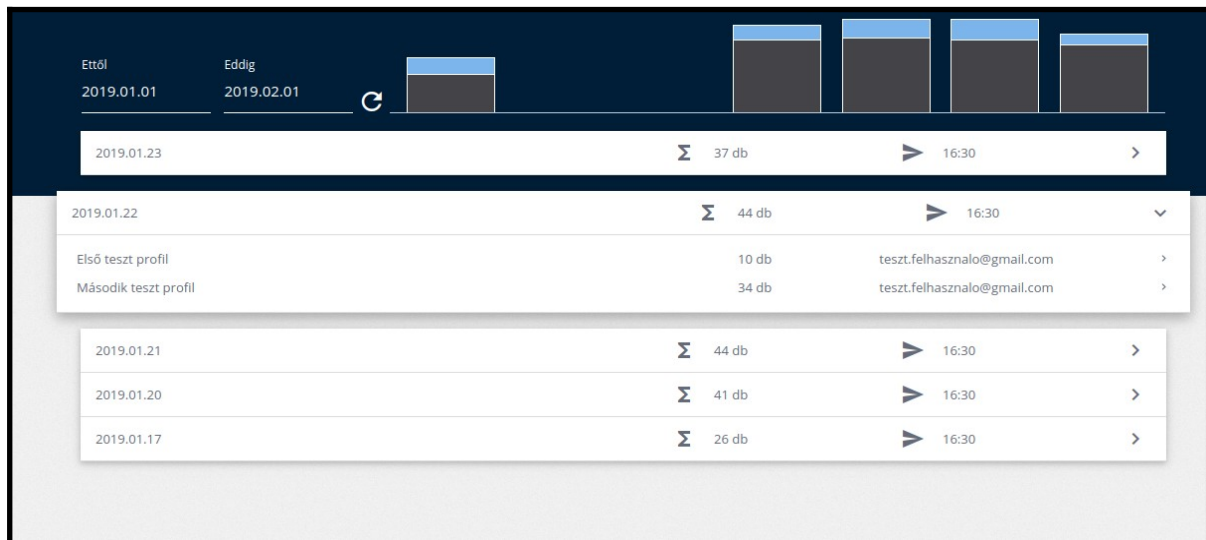 Ettől Eddig
2019.01.01 2019.02.01
2019.01.23 Σ 37 db 16:30
2019.01.22 Σ 44 db 16:30
Első teszt profil 10 db teszt.felhasznalo@gmail.com
Második teszt profil 34 db teszt.felhasznalo@gmail.com
2019.01.21 Σ 44 db 16:30
2019.01.20 Σ 41 db 16:30
2019.01.17 Σ 26 db 16:30